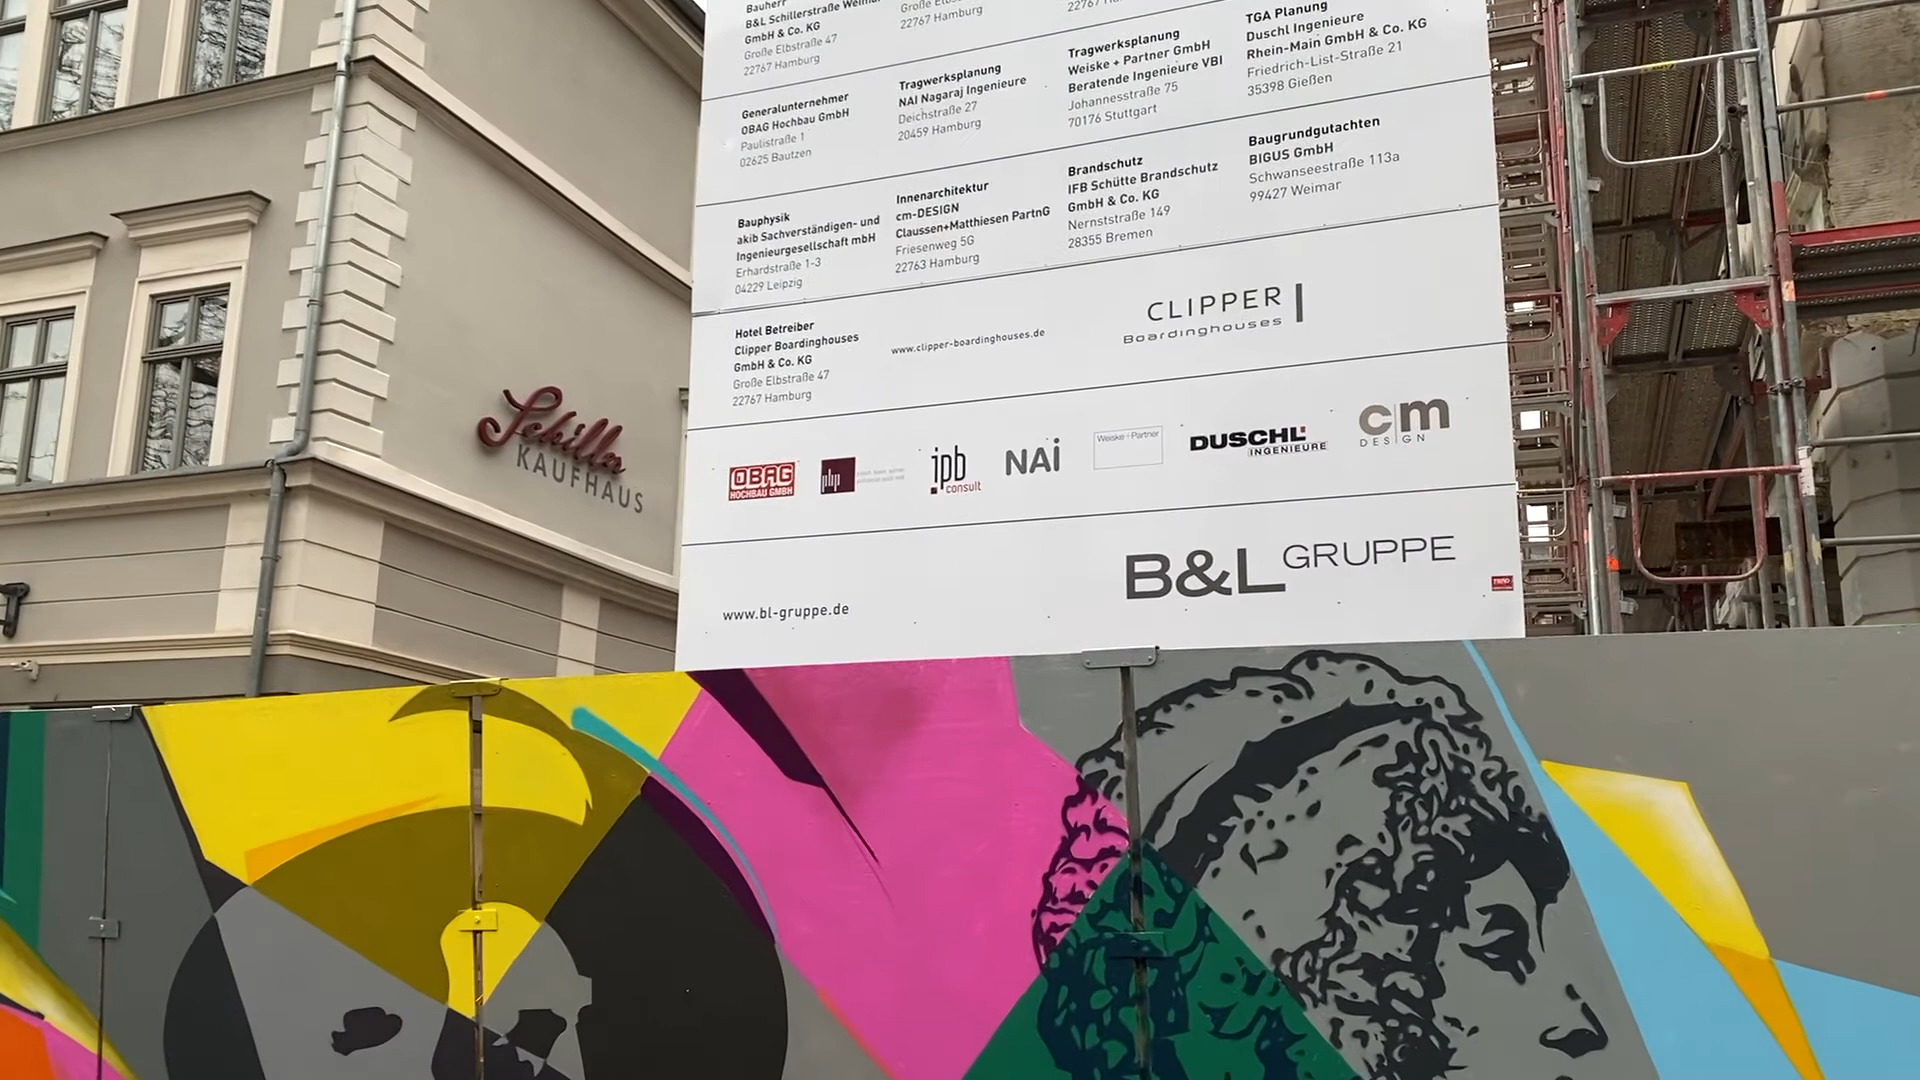 Bauherr
B&L Schillerstraße Weimar
GmbH & Co. KG
Große Elbstraße 47
22767 Hamburg
22767 Hamburg
TGA Planung
Duschl Ingenieure
Rhein-Main GmbH & Co. KG
Friedrich-List-Straße 21
35398 Gießen
Generalunternehmer
OBAG Hochbau GmbH
Paulistraße 1
02625 Bautzen
Tragwerksplanung
NAI Nagaraj Ingenieure
Deichstraße 27
20459 Hamburg
Tragwerksplanung
Weiske + Partner GmbH
Beratende Ingenieure VBI
Johannesstraße 75
70176 Stuttgart
Baugrundgutachten
BIGUS GmbH
Schwanseestraße 113a
99427 Weimar
Bauphysik
akib Sachverständigen- und
Ingenieurgesellschaft mbH
Erhardstraße 1-3
04229 Leipzig
Innenarchitektur
cm-DESIGN
Claussen+Matthiesen PartnG
Friesenweg 5G
22763 Hamburg
Brandschutz
IFB Schütte Brandschutz
GmbH & Co. KG
Nernststraße 149
28355 Bremen
Hotel Betreiber
Clipper Boardinghouses
GmbH & Co. KG
Große Elbstraße 47
22767 Hamburg
www.clipper-boardinghouses.de
CLIPPER
Boardinghouses
OBAG
HOCHBAU GMBH
php
ipb
consult
NAi
Weiske+Partner
DUSCHL
INGENIEURE
cm
DESIGN
www.bl-gruppe.de
B&L GRUPPE
Schiller
KAUFHAUS